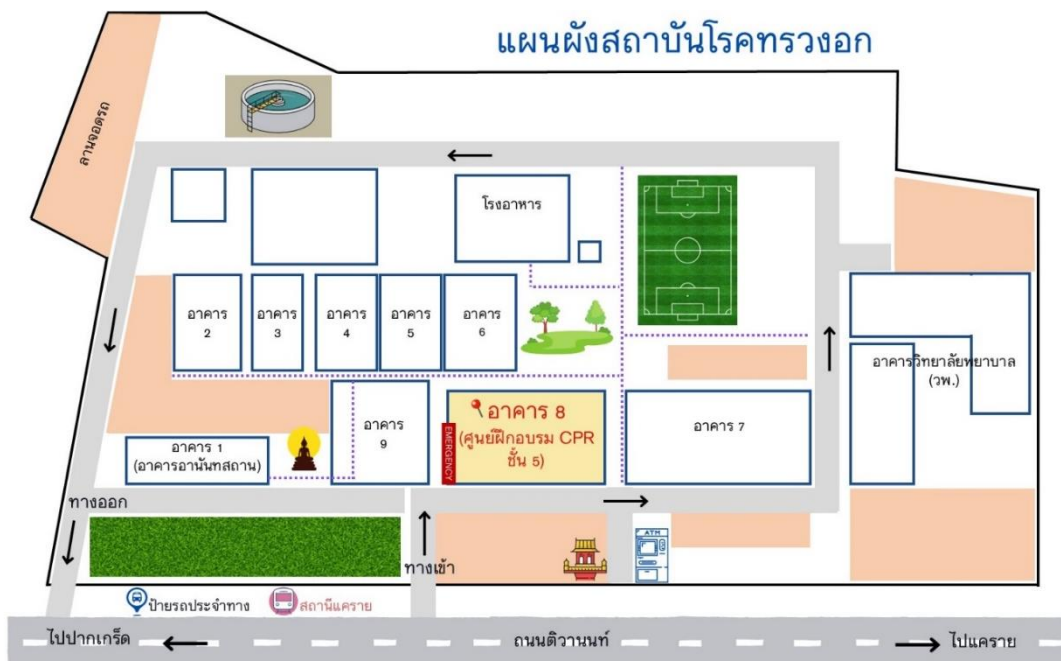 แผนผังสถาบันโรคทรวงอก
ลานจอดรถ
โรงอาหาร
อาคาร
2
อาคาร
3
อาคาร
4
อาคาร
5
อาคาร
6
อาคารวิทยาลัยพยาบาล
(วพ.)
อาคาร 1
(อาคารอานันทสถาน)
อาคาร
9
EMERGENCY
อาคาร 8
(ศูนย์ฝึกอบรม CPR
ชั้น 5)
อาคาร 7
ทางออก
ทางเข้า
ATM
ป้ายรถประจำทาง
สถานีแคราย
ไปปากเกร็ด
ถนนติวานนท์
ไปแคราย